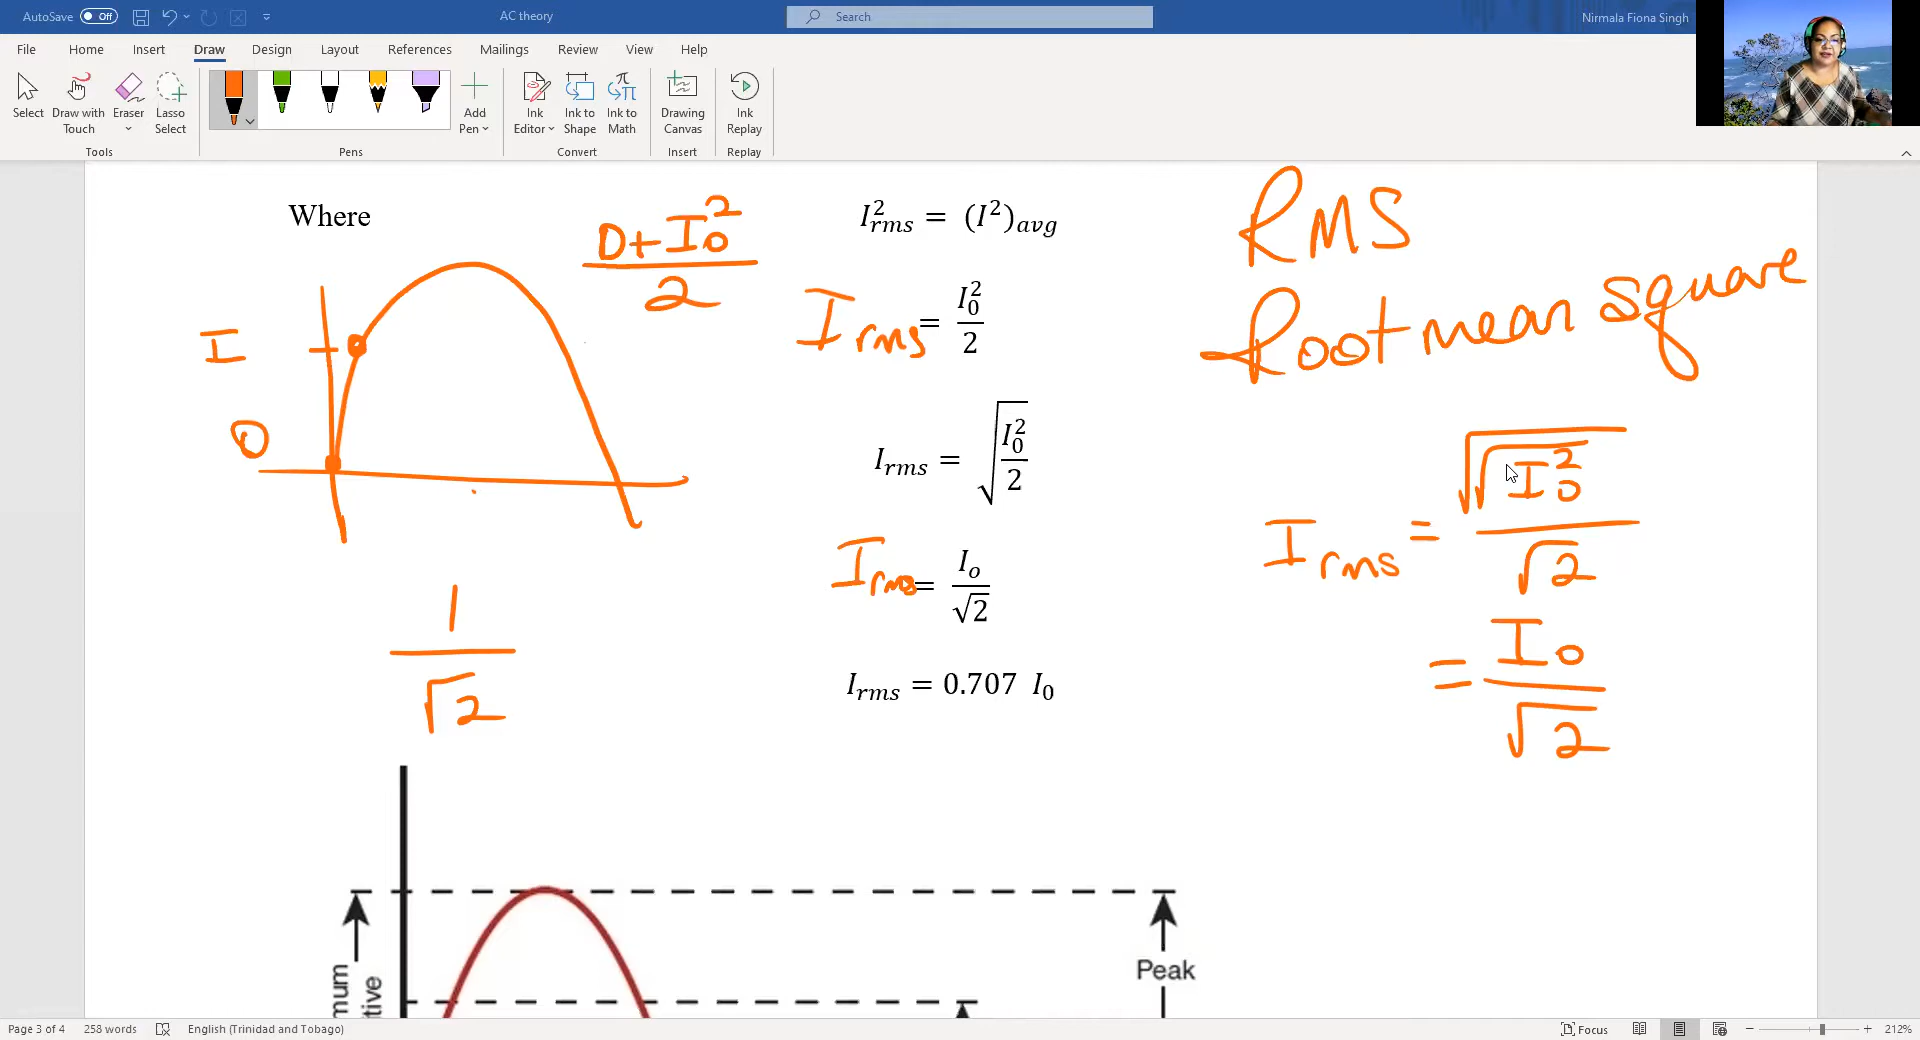 AutoSave Off AC theory Search Nirmala Fiona Singh
File Home Insert Draw Design Layout References Mailings Review View Help
Select Draw with Touch Eraser Lasso Select Add Pen Ink Editor Ink to Shape Ink to Math Drawing Canvas Ink Replay
Tools Pens Convert Insert Replay
Where
0+I₀²/2
I
0
1/√2
I²rms = (I²)avg
Irms = I₀²/2
Irms = √(I₀²/2)
Irms = Iₒ/√2
Irms = 0.707 I₀
RMS
Root mean square
Irms = √√I₀²/√2
= I₀/√2
mum
itive
Peak
Page 3 of 4 258 words English (Trinidad and Tobago) Focus 212%